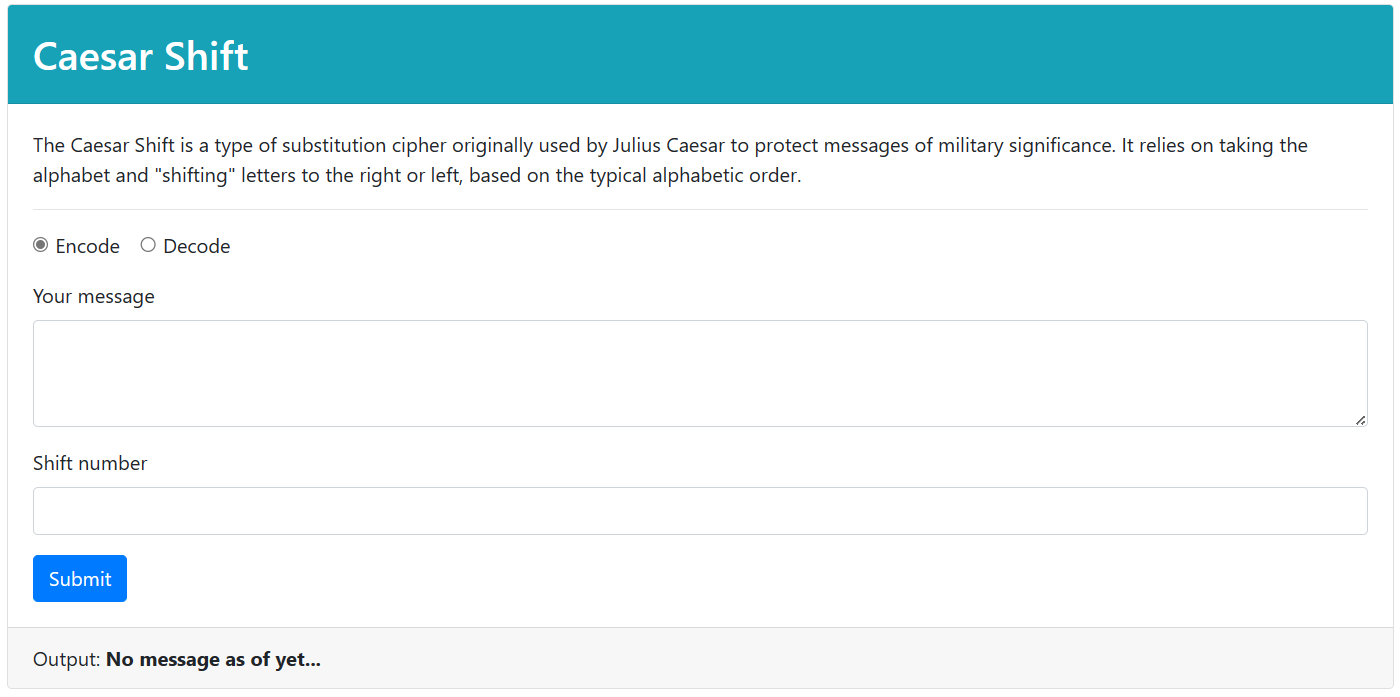 Caesar Shift
The Caesar Shift is a type of substitution cipher originally used by Julius Caesar to protect messages of military significance. It relies on taking the
alphabet and "shifting" letters to the right or left, based on the typical alphabetic order.
Encode Decode
Your message
Shift number
Submit
Output: No message as of yet...